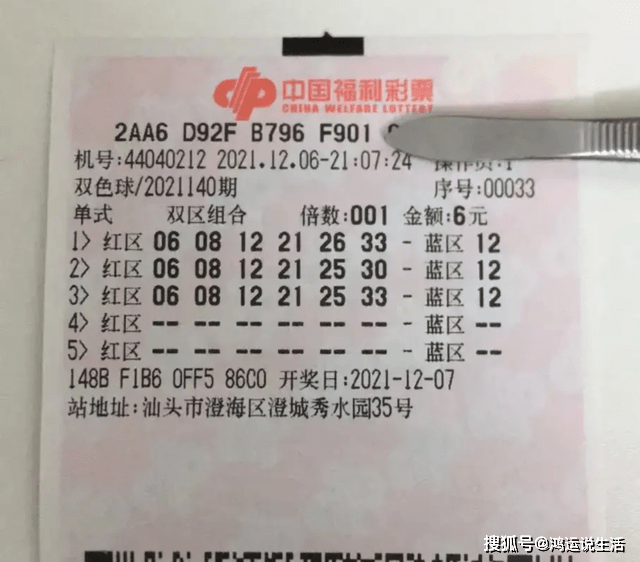 中国福利彩票
CHINA WELFARE LOTTERY
2AA6 D92F B796 F901
机号:44040212 2021.12.06-21:07:24 操作员:1
双色球/2021140期 序号:00033
单式 双区组合 倍数:001 金额:6元
1> 红区 06 08 12 21 26 33 - 蓝区 12
2> 红区 06 08 12 21 25 30 - 蓝区 12
3> 红区 06 08 12 21 25 33 - 蓝区 12
4> 红区 -- -- -- -- -- -- - 蓝区 --
5> 红区 -- -- -- -- -- -- - 蓝区 --
148B F1B6 0FF5 86C0 开奖日:2021-12-07
站地址:汕头市澄海区澄城秀水园35号
搜狐号@鸿运说生活